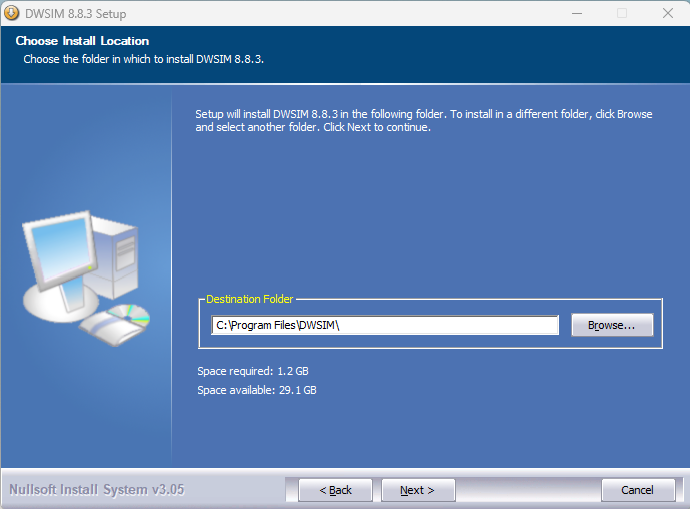 DWSIM 8.8.3 Setup
Choose Install Location
Choose the folder in which to install DWSIM 8.8.3.
Setup will install DWSIM 8.8.3 in the following folder. To install in a different folder, click Browse
and select another folder. Click Next to continue.
Destination Folder
C:\Program Files\DWSIM\
Browse...
Space required: 1.2 GB
Space available: 29.1 GB
Nullsoft Install System v3.05
< Back
Next >
Cancel